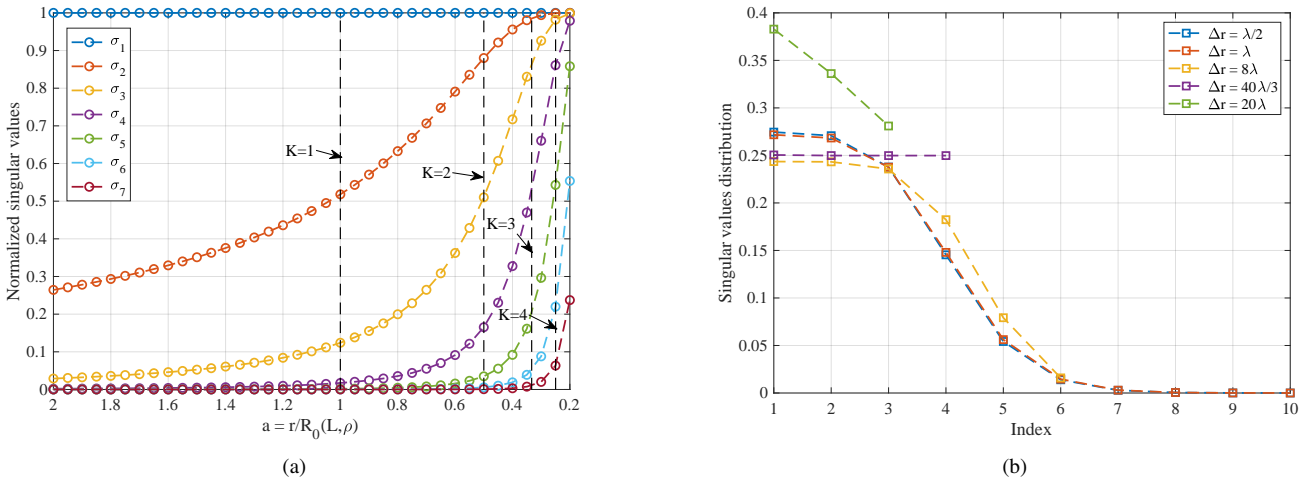 1
0.9
0.8
0.7
0.6
0.5
0.4
0.3
0.2
0.1
0
Normalized singular values
σ1
σ2
σ3
σ4
σ5
σ6
σ7
K=1
K=2
K=3
K=4
2 1.8 1.6 1.4 1.2 1 0.8 0.6 0.4 0.2
a = r/R0(L,ρ)
(a)
0.4
0.35
0.3
0.25
0.2
0.15
0.1
0.05
0
Singular values distribution
Δr = λ/2
Δr = λ
Δr = 8λ
Δr = 40λ/3
Δr = 20λ
1 2 3 4 5 6 7 8 9 10
Index
(b)